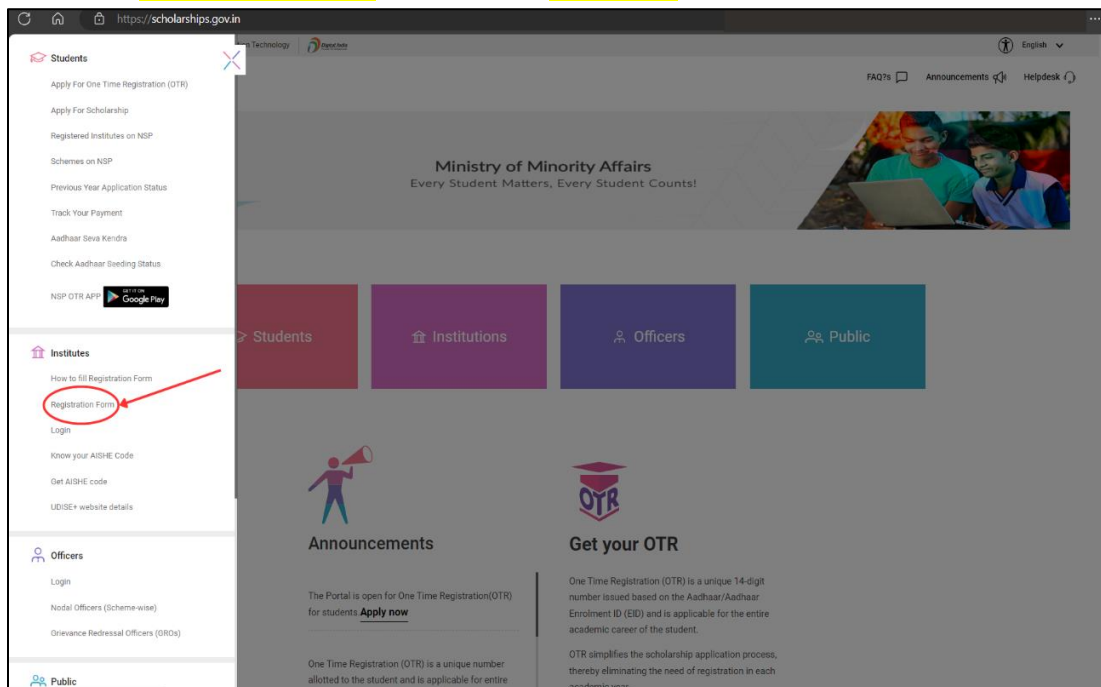 https://scholarships.gov.in
Students
Apply For One Time Registration (OTR)
Apply For Scholarship
Registered Institutes on NSP
Schemes on NSP
Previous Year Application Status
Track Your Payment
Aadhaar Seva Kendra
Check Aadhaar Seeding Status
NSP OTR APP
GET IT ON
Google Play
Institutes
How to fill Registration Form
Registration Form
Login
Know your AISHE Code
Get AISHE code
UDISE+ website details
Officers
Login
Nodal Officers (Scheme-wise)
Grievance Redressal Officers (GROs)
Public
Technology
Digital India
English
FAQ?s
Announcements
Helpdesk
Ministry of Minority Affairs
Every Student Matters, Every Student Counts!
Students
Institutions
Officers
Public
Announcements
The Portal is open for One Time Registration(OTR)
for students.Apply now
One Time Registration (OTR) is a unique number
allotted to the student and is applicable for entire
OTR
Get your OTR
One Time Registration (OTR) is a unique 14-digit
number issued based on the Aadhaar/Aadhaar
Enrolment ID (EID) and is applicable for the entire
academic career of the student.
OTR simplifies the scholarship application process,
thereby eliminating the need of registration in each
academic year